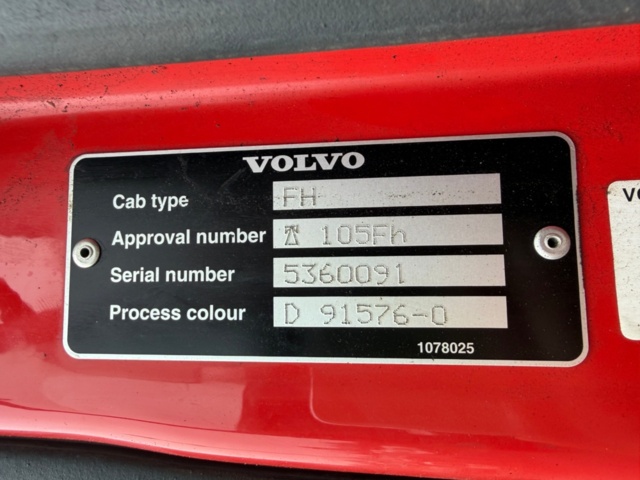 VOLVO
Cab type FH
Approval number 105Fh
Serial number 5360091
Process colour D 91576-0
1078025